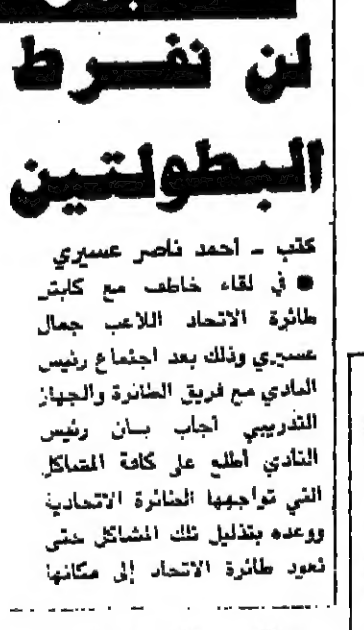 لن نفرط
البطولتين
كتب - احمد ناصر عسيري
● في لقاء خاطف مع كابتن
طائرة الاتحاد اللاعب جمال
عسيري وذلك بعد اجتماع رئيس
النادي مع فريق الطائرة والجهاز
التدريبي أجاب بان رئيس
النادي أطلع على كافة المشاكل
التي تواجهها الطائرة الاتحادية
ووعده بتذليل تلك المشاكل حتى
تعود طائرة الاتحاد إلى مكانها